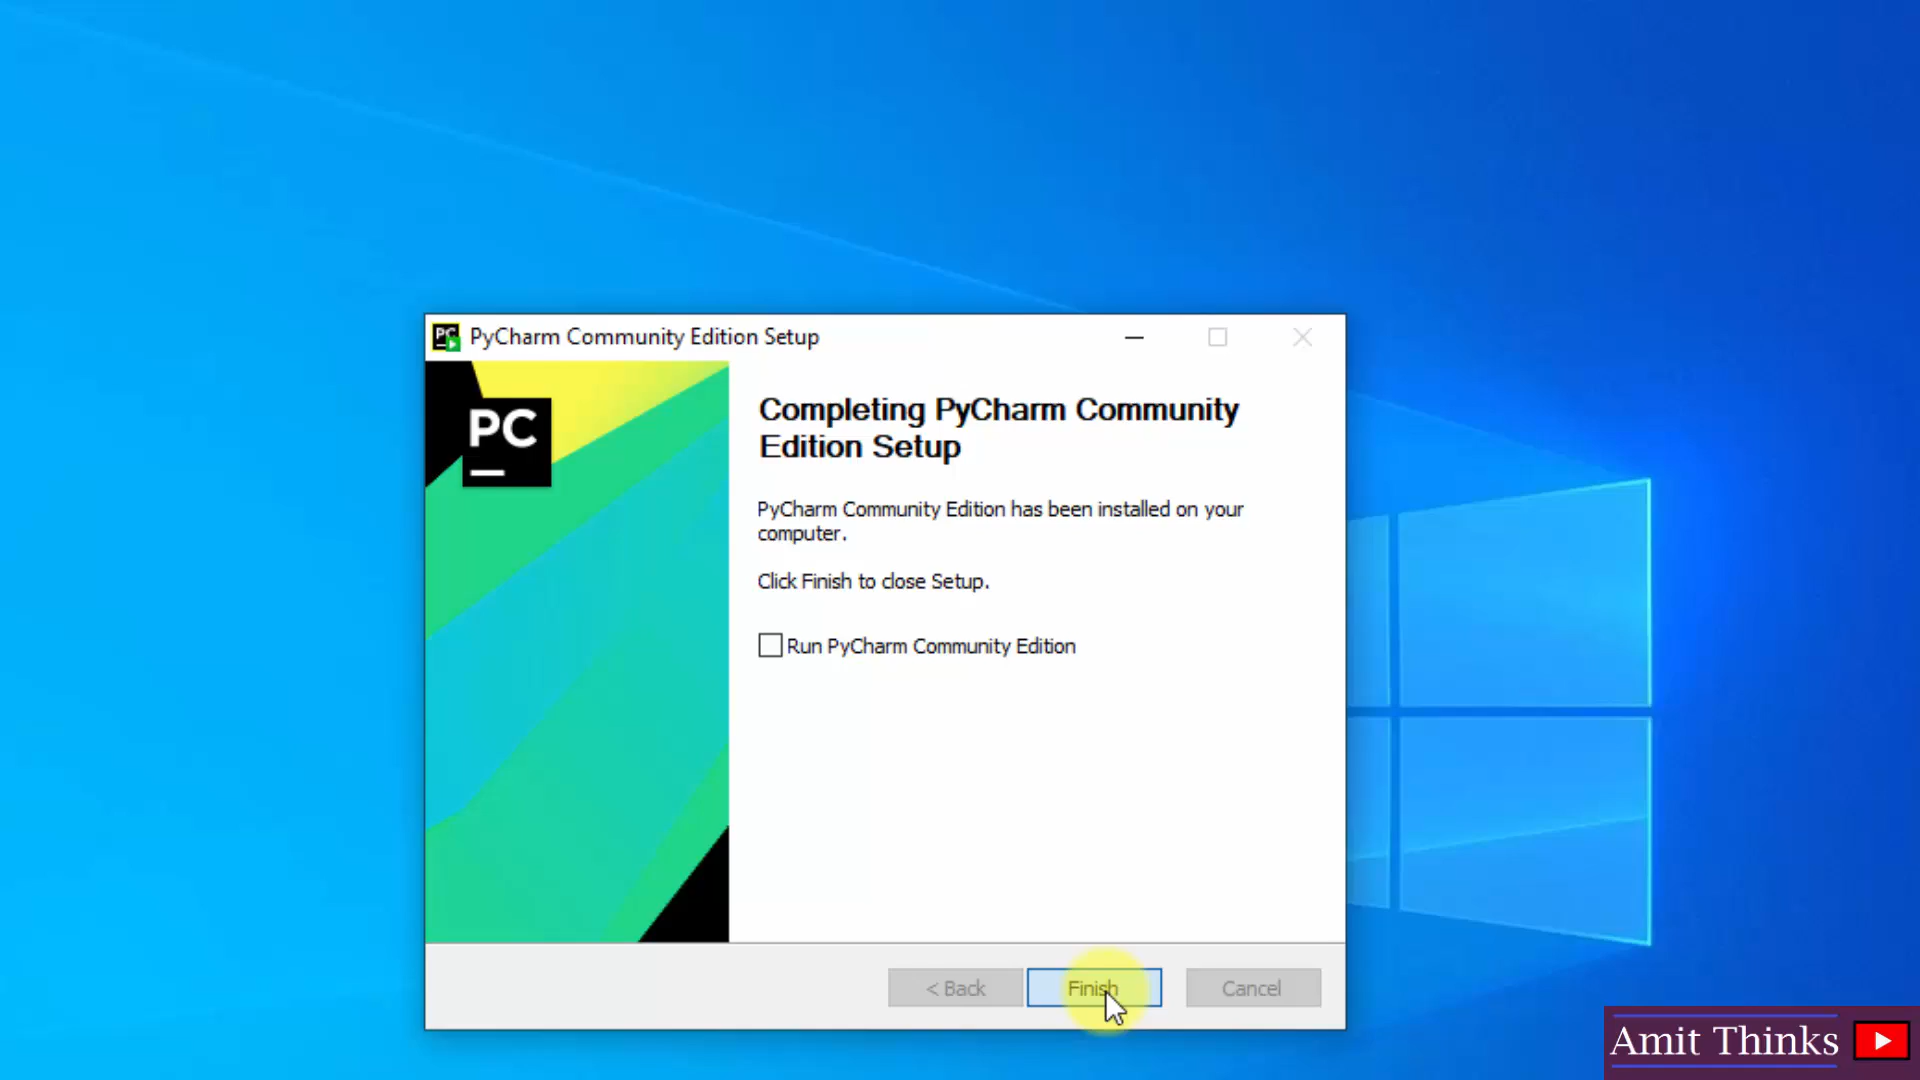 PyCharm Community Edition Setup
PC
PC
Completing PyCharm Community
Edition Setup
PyCharm Community Edition has been installed on your
computer.
Click Finish to close Setup.
Run PyCharm Community Edition
< Back
Finish
Cancel
Amit Thinks